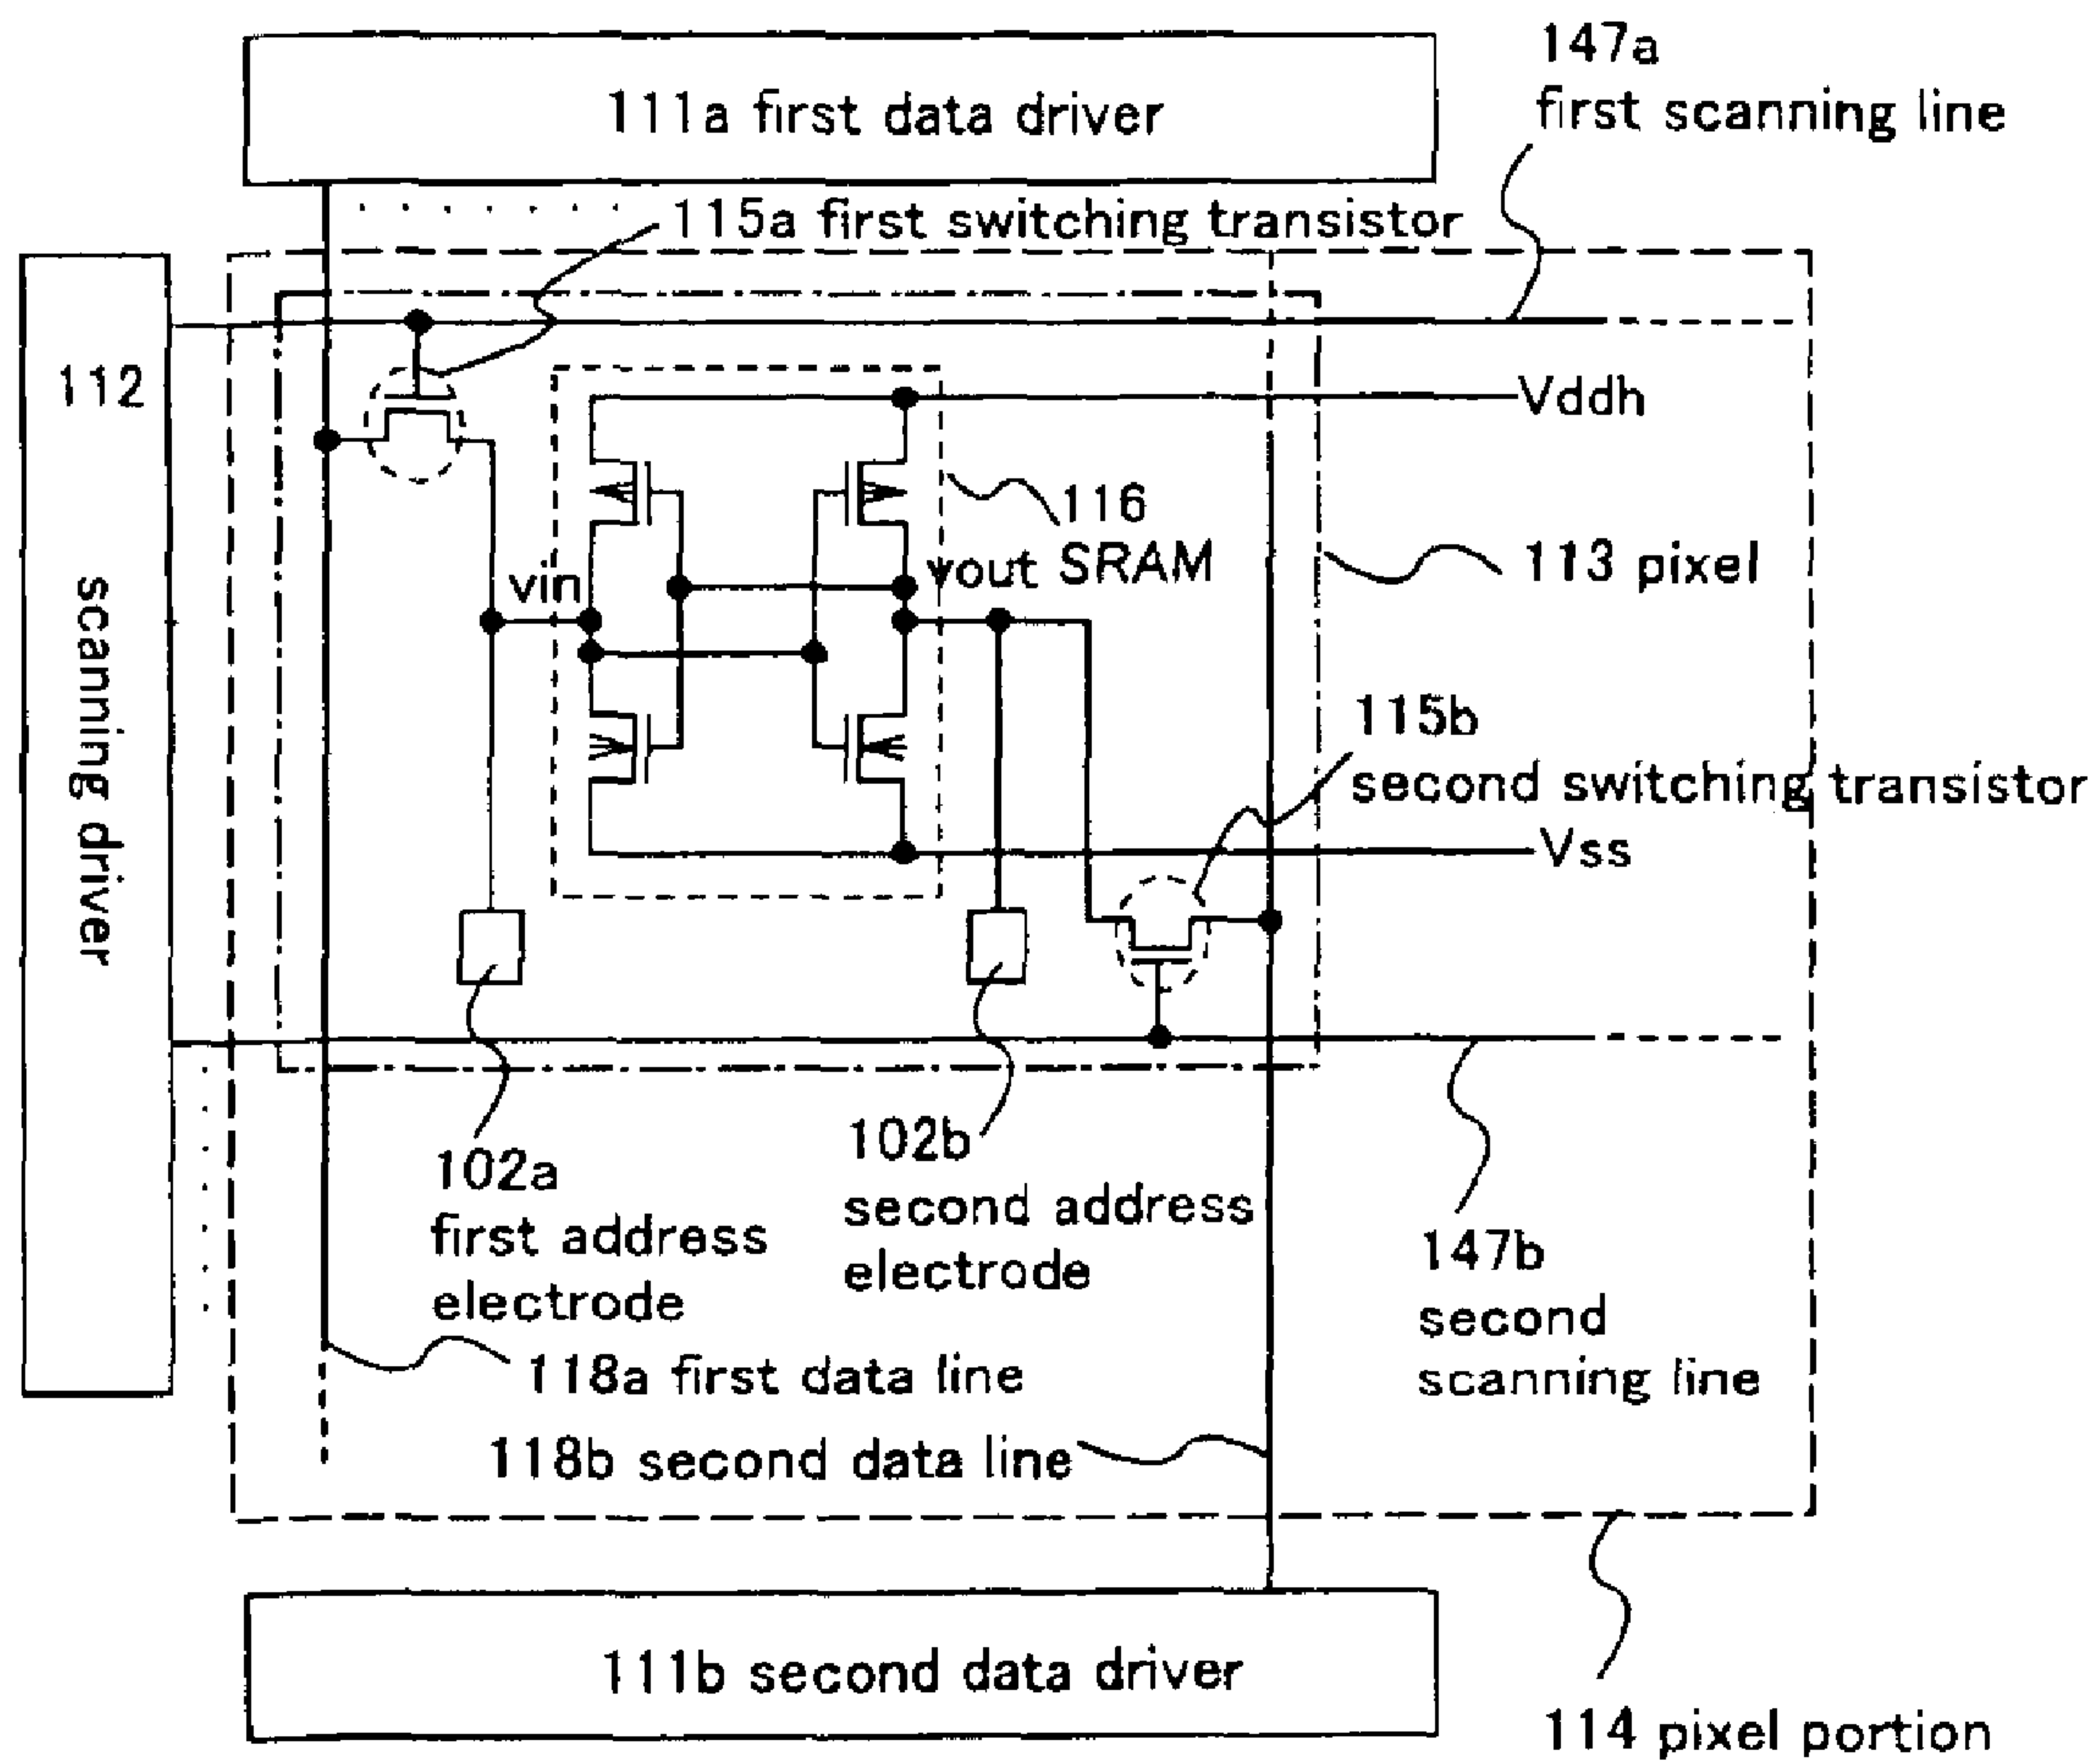 111a first data driver
147a
first scanning line
115a first switching transistor
112
scanning driver
Vddh
116
SRAM
vin
vout
113 pixel
115b
second switching transistor
Vss
102a
first address
electrode
102b
second address
electrode
147b
second
scanning line
118a first data line
118b second data line
111b second data driver
114 pixel portion